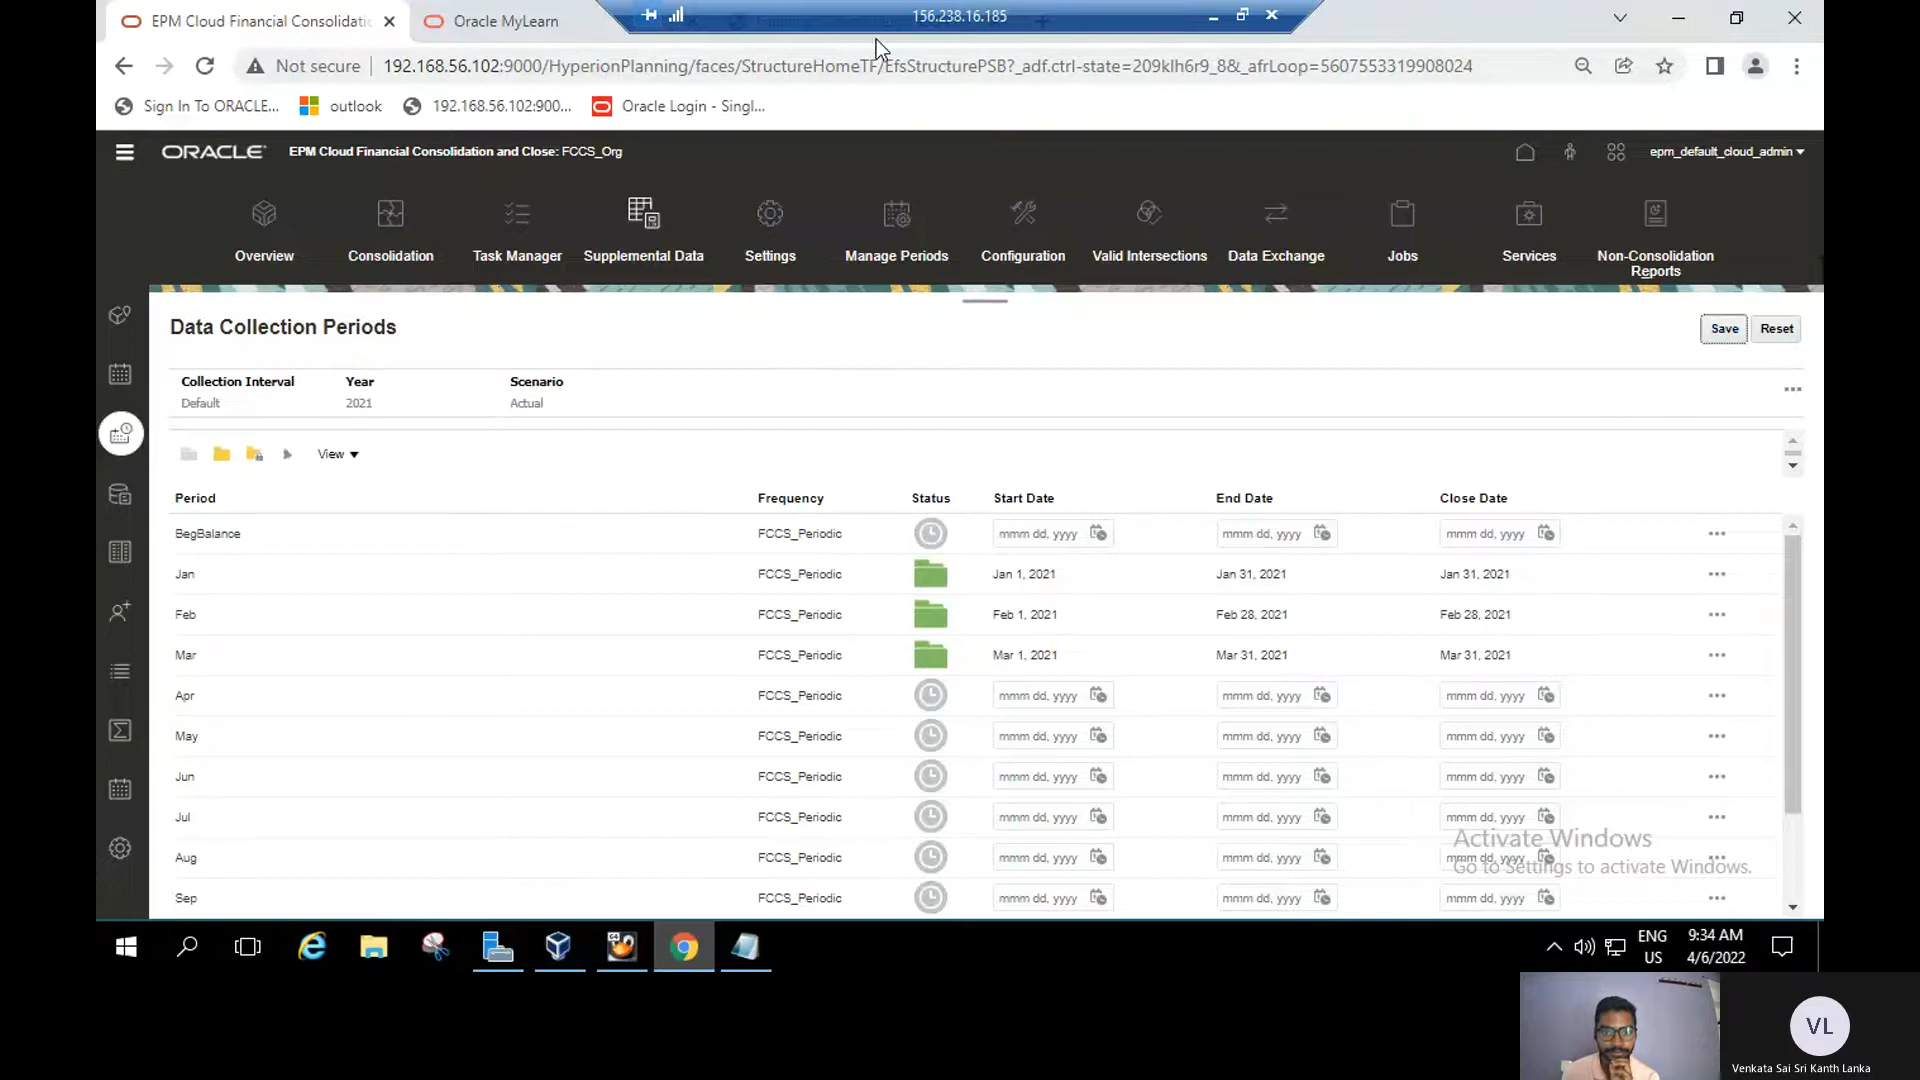 EPM Cloud Financial Consolidatic
Oracle MyLearn
156.238.16.185
Not secure
192.168.56.102:9000/HyperionPlanning/faces/StructureHomeTF/EfsStructurePSB?_adf.ctrl-state=209klh6r9_8&_afrLoop=5607553319908024
Sign In To ORACLE...
outlook
192.168.56.102:900...
Oracle Login - Singl...
ORACLE
EPM Cloud Financial Consolidation and Close: FCCS_Org
epm_default_cloud_admin
Overview
Consolidation
Task Manager
Supplemental Data
Settings
Manage Periods
Configuration
Valid Intersections
Data Exchange
Jobs
Services
Non-Consolidation
Reports
Data Collection Periods
Save
Reset
Collection Interval Year Scenario
Default 2021 Actual
View
Period Frequency Status Start Date End Date Close Date
BegBalance FCCS_Periodic mmm dd, yyyy mmm dd, yyyy mmm dd, yyyy
Jan FCCS_Periodic Jan 1, 2021 Jan 31, 2021 Jan 31, 2021
Feb FCCS_Periodic Feb 1, 2021 Feb 28, 2021 Feb 28, 2021
Mar FCCS_Periodic Mar 1, 2021 Mar 31, 2021 Mar 31, 2021
Apr FCCS_Periodic mmm dd, yyyy mmm dd, yyyy mmm dd, yyyy
May FCCS_Periodic mmm dd, yyyy mmm dd, yyyy mmm dd, yyyy
Jun FCCS_Periodic mmm dd, yyyy mmm dd, yyyy mmm dd, yyyy
Jul FCCS_Periodic mmm dd, yyyy mmm dd, yyyy mmm dd, yyyy
Activate Windows
Aug FCCS_Periodic mmm dd, yyyy mmm dd, yyyy mmm dd, yyyy
Go to Settings to activate Windows.
Sep FCCS_Periodic mmm dd, yyyy mmm dd, yyyy mmm dd, yyyy
ENG
US
9:34 AM
4/6/2022
VL
Venkata Sai Sri Kanth Lanka